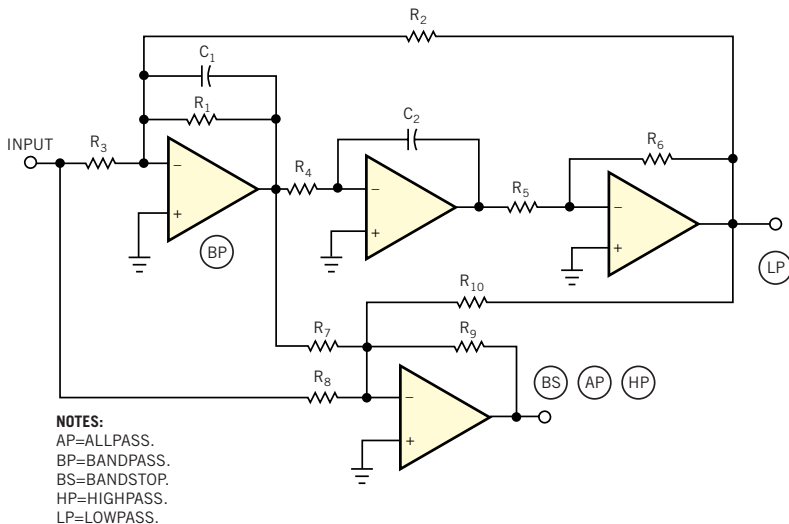 R2
C1
R1
INPUT
R3
C2
R4
R6
R5
−
+
−
+
−
+
BP
LP
R10
R7
R9
R8
−
+
BS AP HP
NOTES:
AP=ALLPASS.
BP=BANDPASS.
BS=BANDSTOP.
HP=HIGHPASS.
LP=LOWPASS.